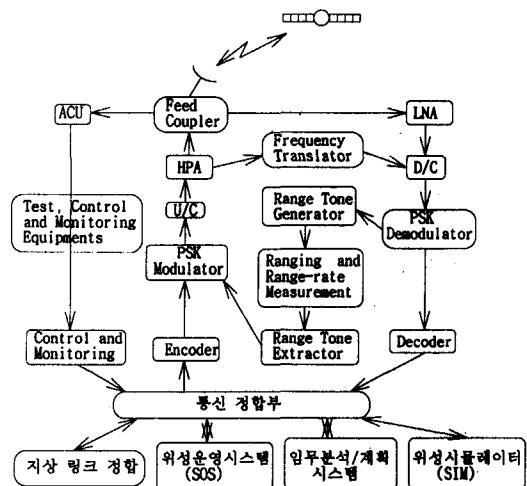 Feed
Coupler
ACU
LNA
Frequency
Translator
HPA
D/C
U/C
Test, Control
and Monitoring
Equipments
Range Tone
Generator
PSK
Demodulator
PSK
Modulator
Ranging and
Range-rate
Measurement
Control and
Monitoring
Encoder
Range Tone
Extractor
Decoder
통신 정합부
지상 링크 정합
위성운영시스템
(SOS)
임무분석/계획
시스템
위성시뮬레이터
(SIM)